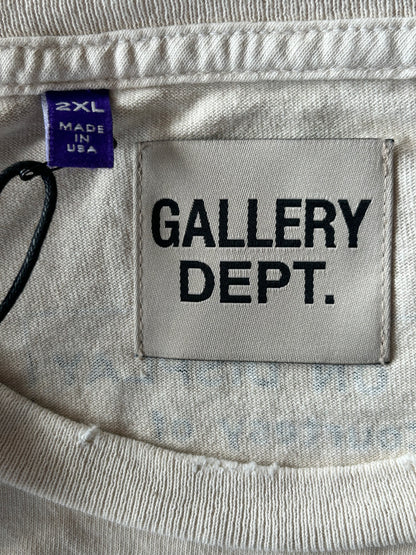 2XL
MADE
IN
USA
GALLERY
DEPT.